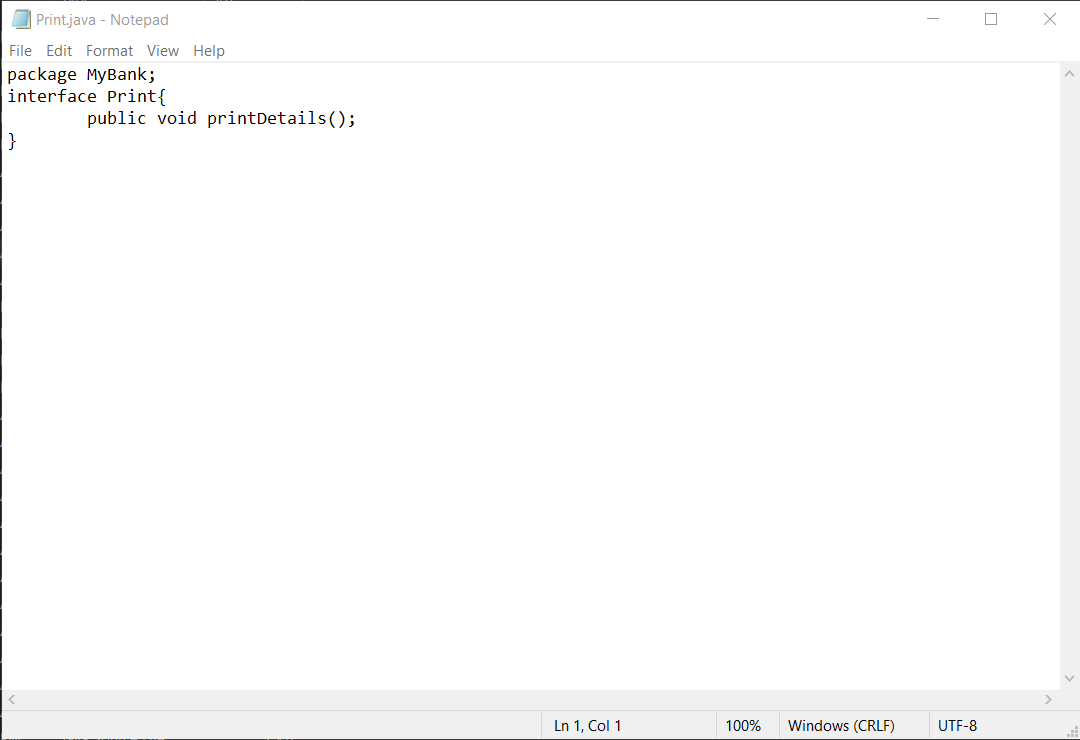 Print.java - Notepad
File Edit Format View Help
package MyBank;
interface Print{
        public void printDetails();
}
Ln 1, Col 1 100% Windows (CRLF) UTF-8